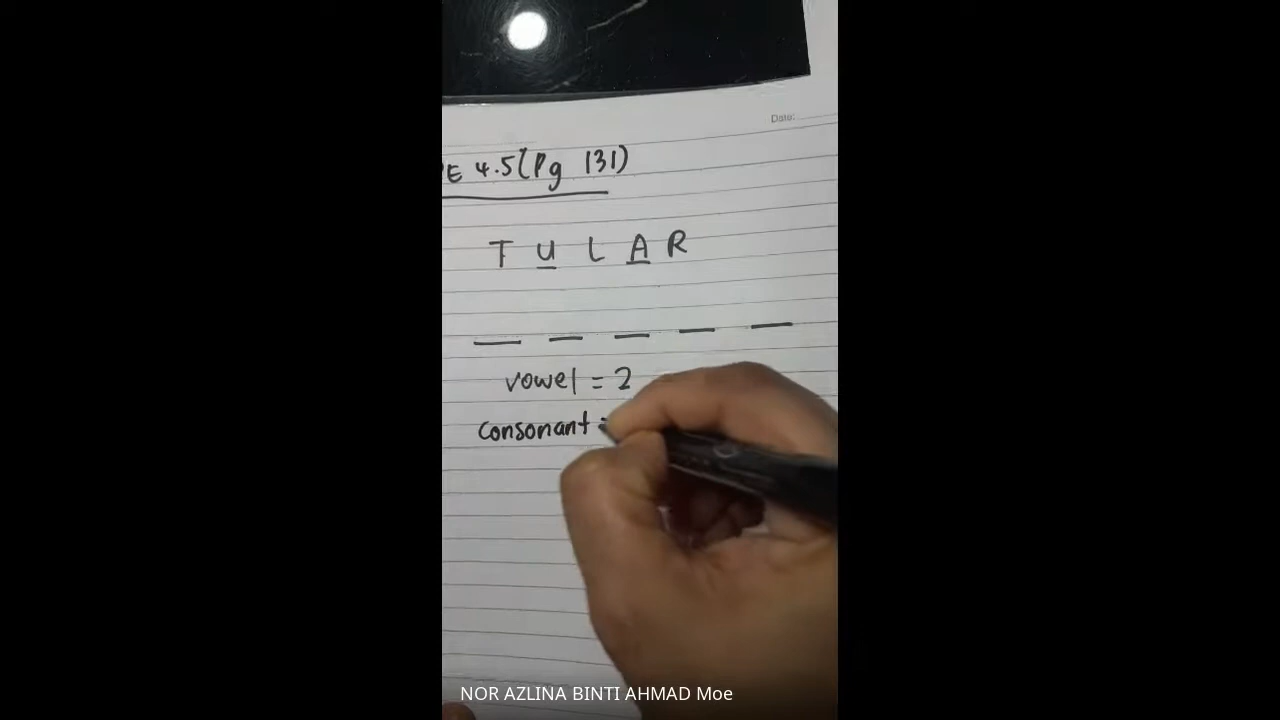 Date:
E 4.5 (Pg 131)
T U L A R
vowel = 2
consonant =
NOR AZLINA BINTI AHMAD Moe